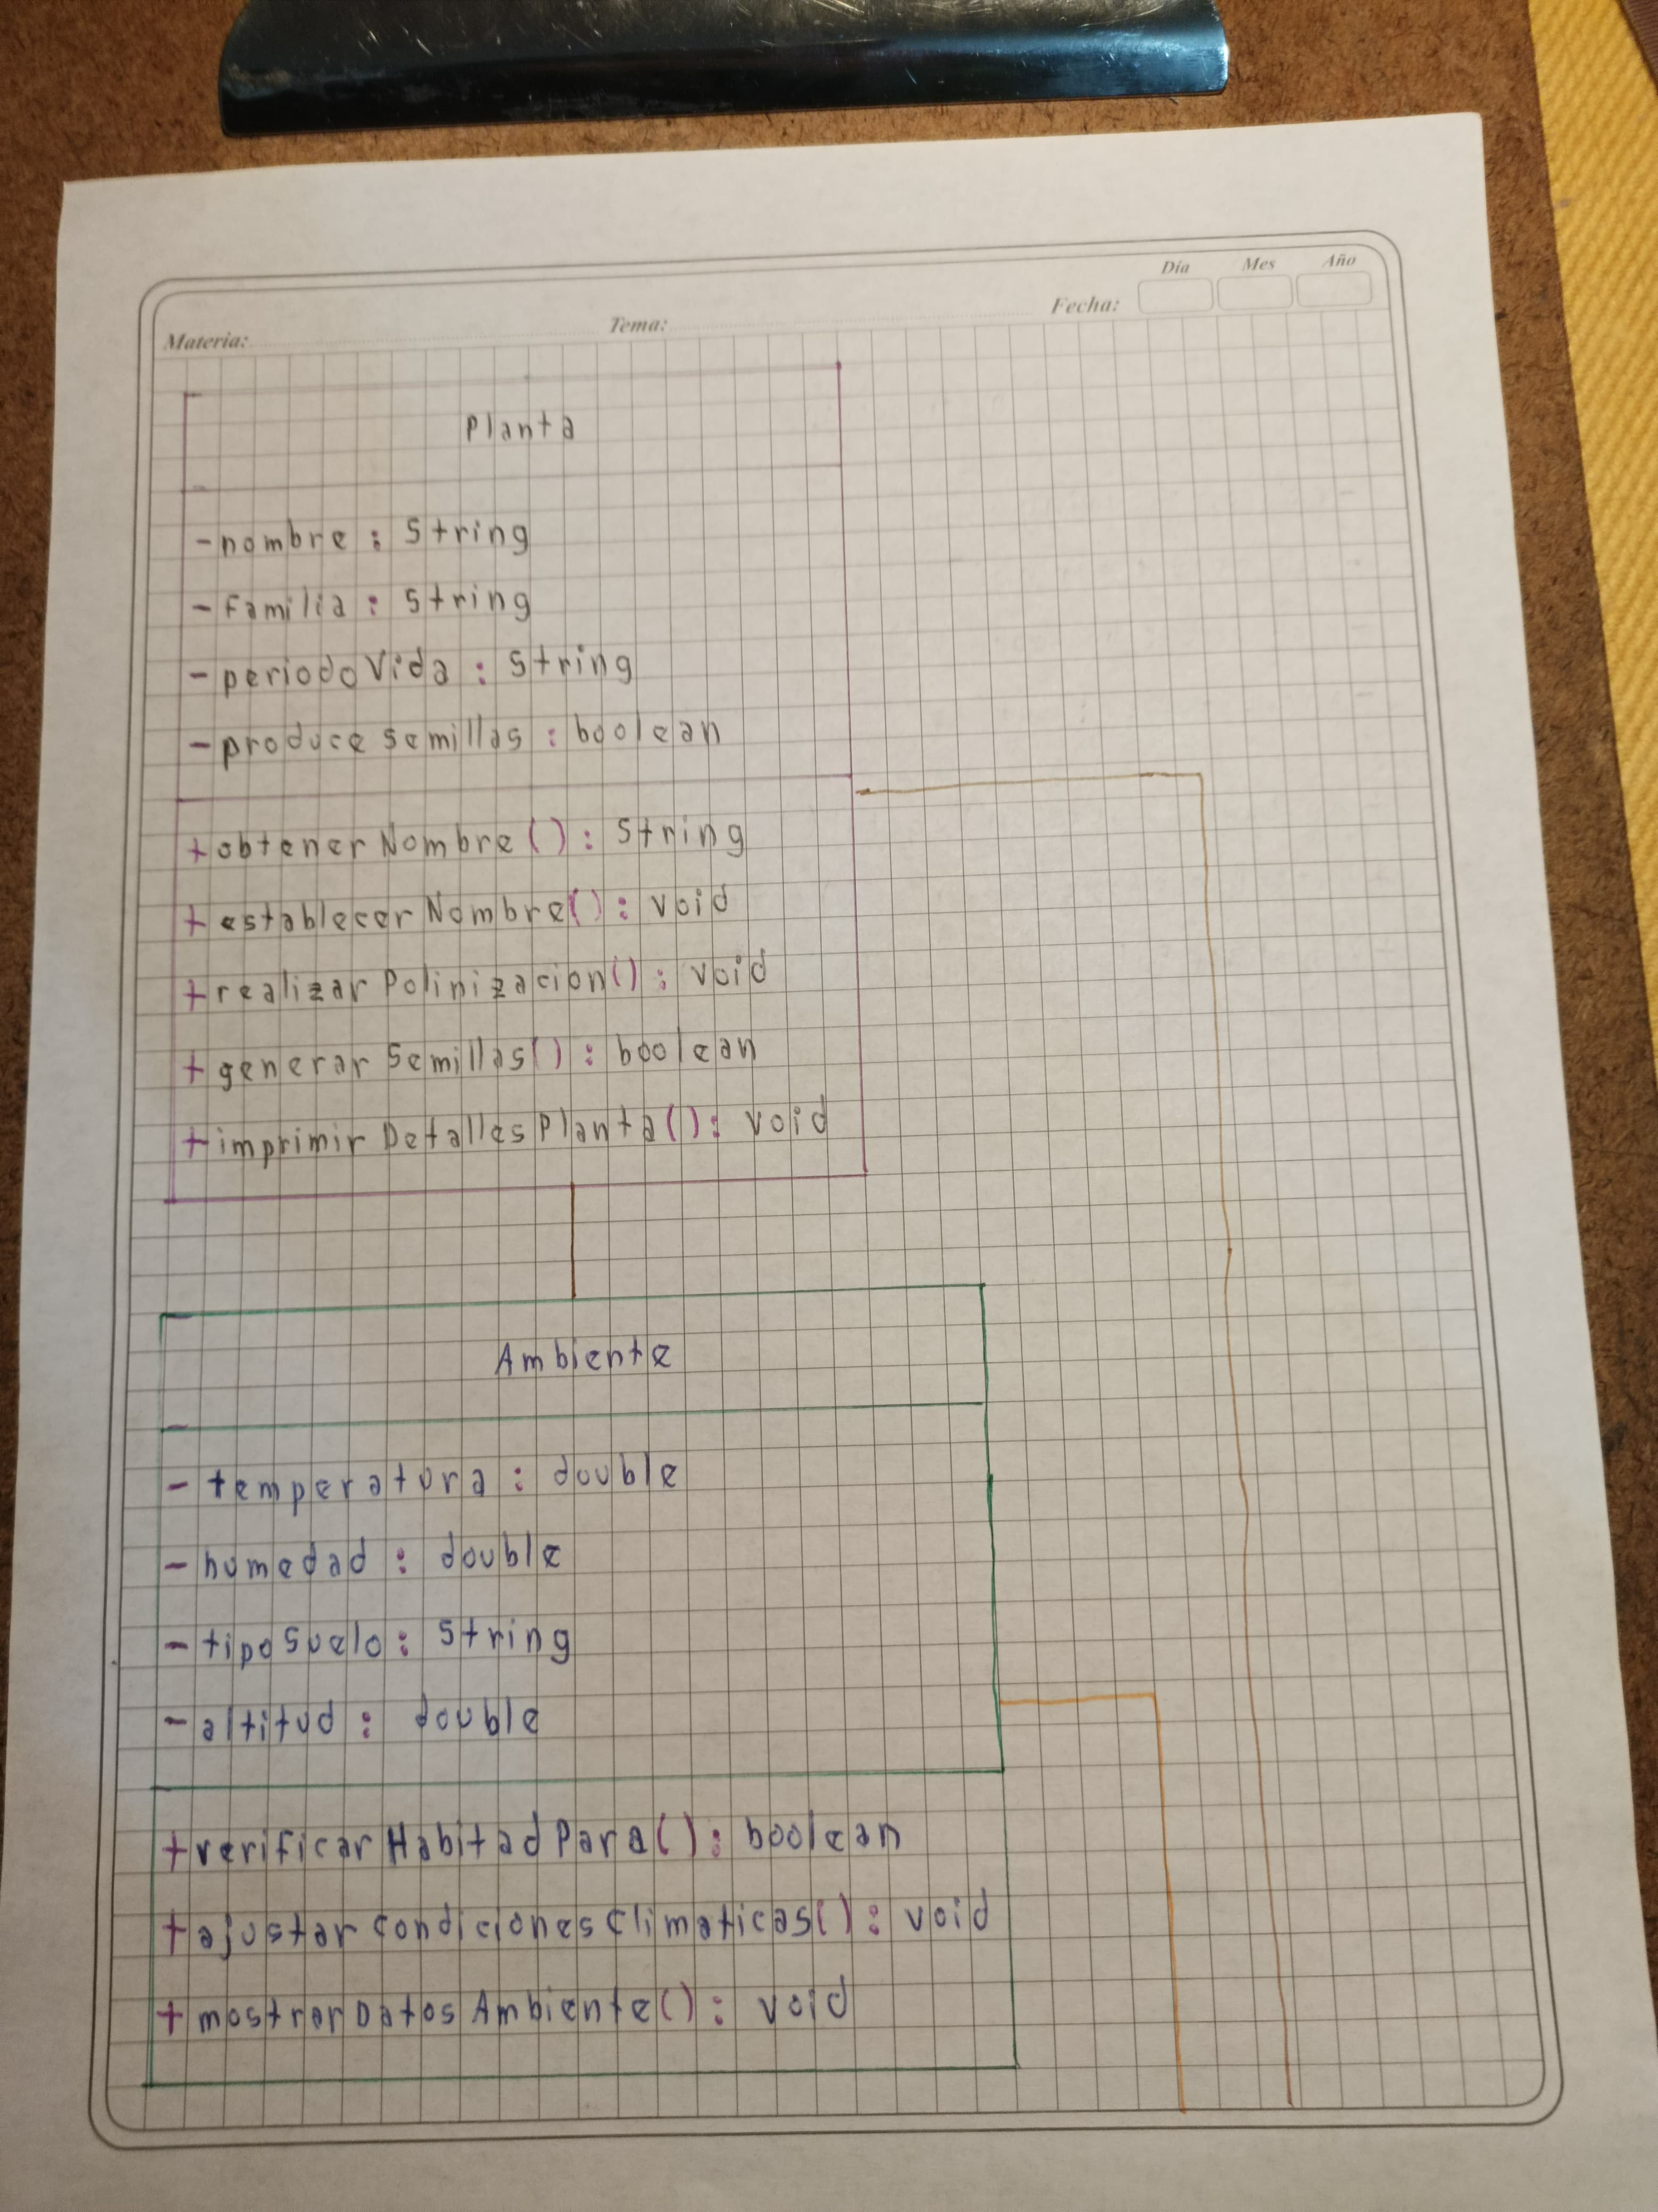 Día Mes Año
Materia: Tema: Fecha:
Planta
- nombre : String
- familia : String
- periodoVida : String
- produce semillas : boolean
+ obtenerNombre() : String
+ establecerNombre() : void
+ realizarPolinizacion() : void
+ generarSemillas() : boolean
+ imprimirDetallesPlanta() : void
Ambiente
- temperatura : double
- humedad : double
- tipoSuelo : String
- altitud : double
+ verificarHabitadPara() : boolean
+ ajustarcondicionesclimaticas() : void
+ mostrarDatosAmbiente() : void